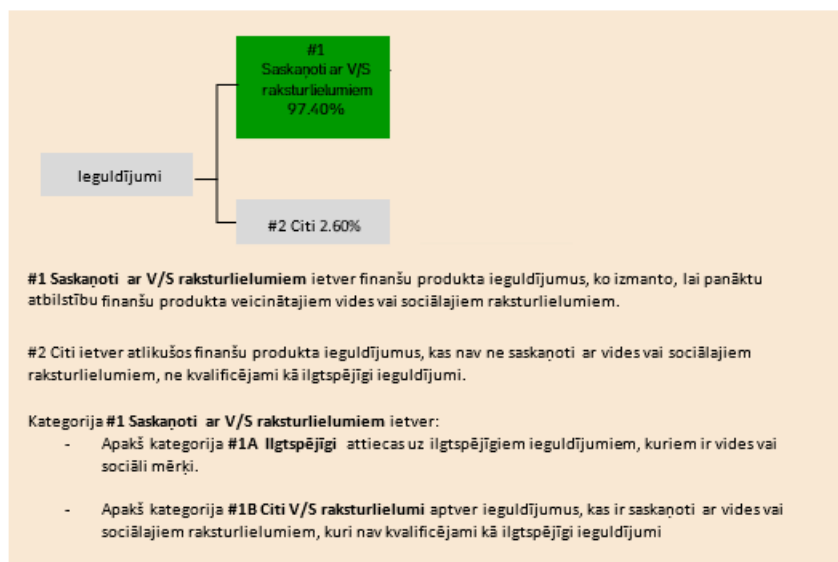 #1
Saskaņoti ar V/S
raksturlielumiem
97.40%
Ieguldījumi
#2 Citi 2.60%
#1 Saskaņoti ar V/S raksturlielumiem ietver finanšu produkta ieguldījumus, ko izmanto, lai panāktu
atbilstību finanšu produkta veicinātajiem vides vai sociālajiem raksturlielumiem.
#2 Citi ietver atlikušos finanšu produkta ieguldījumus, kas nav ne saskaņoti ar vides vai sociālajiem
raksturlielumiem, ne kvalificējami kā ilgtspējīgi ieguldījumi.
Kategorija #1 Saskaņoti ar V/S raksturlielumiem ietver:
- Apakš kategorija #1A Ilgtspējīgi attiecas uz ilgtspējīgiem ieguldījumiem, kuriem ir vides vai
sociāli mērķi.
- Apakš kategorija #1B Citi V/S raksturlielumi aptver ieguldījumus, kas ir saskaņoti ar vides vai
sociālajiem raksturlielumiem, kuri nav kvalificējami kā ilgtspējīgi ieguldījumi